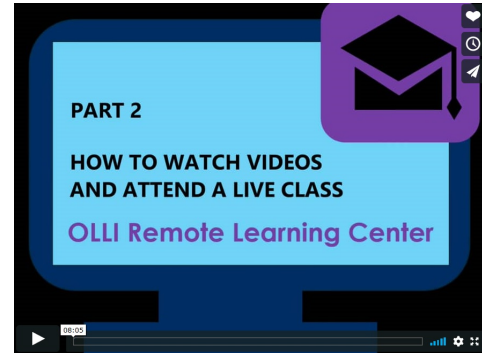 PART 2
HOW TO WATCH VIDEOS
AND ATTEND A LIVE CLASS
OLLI Remote Learning Center
08:05